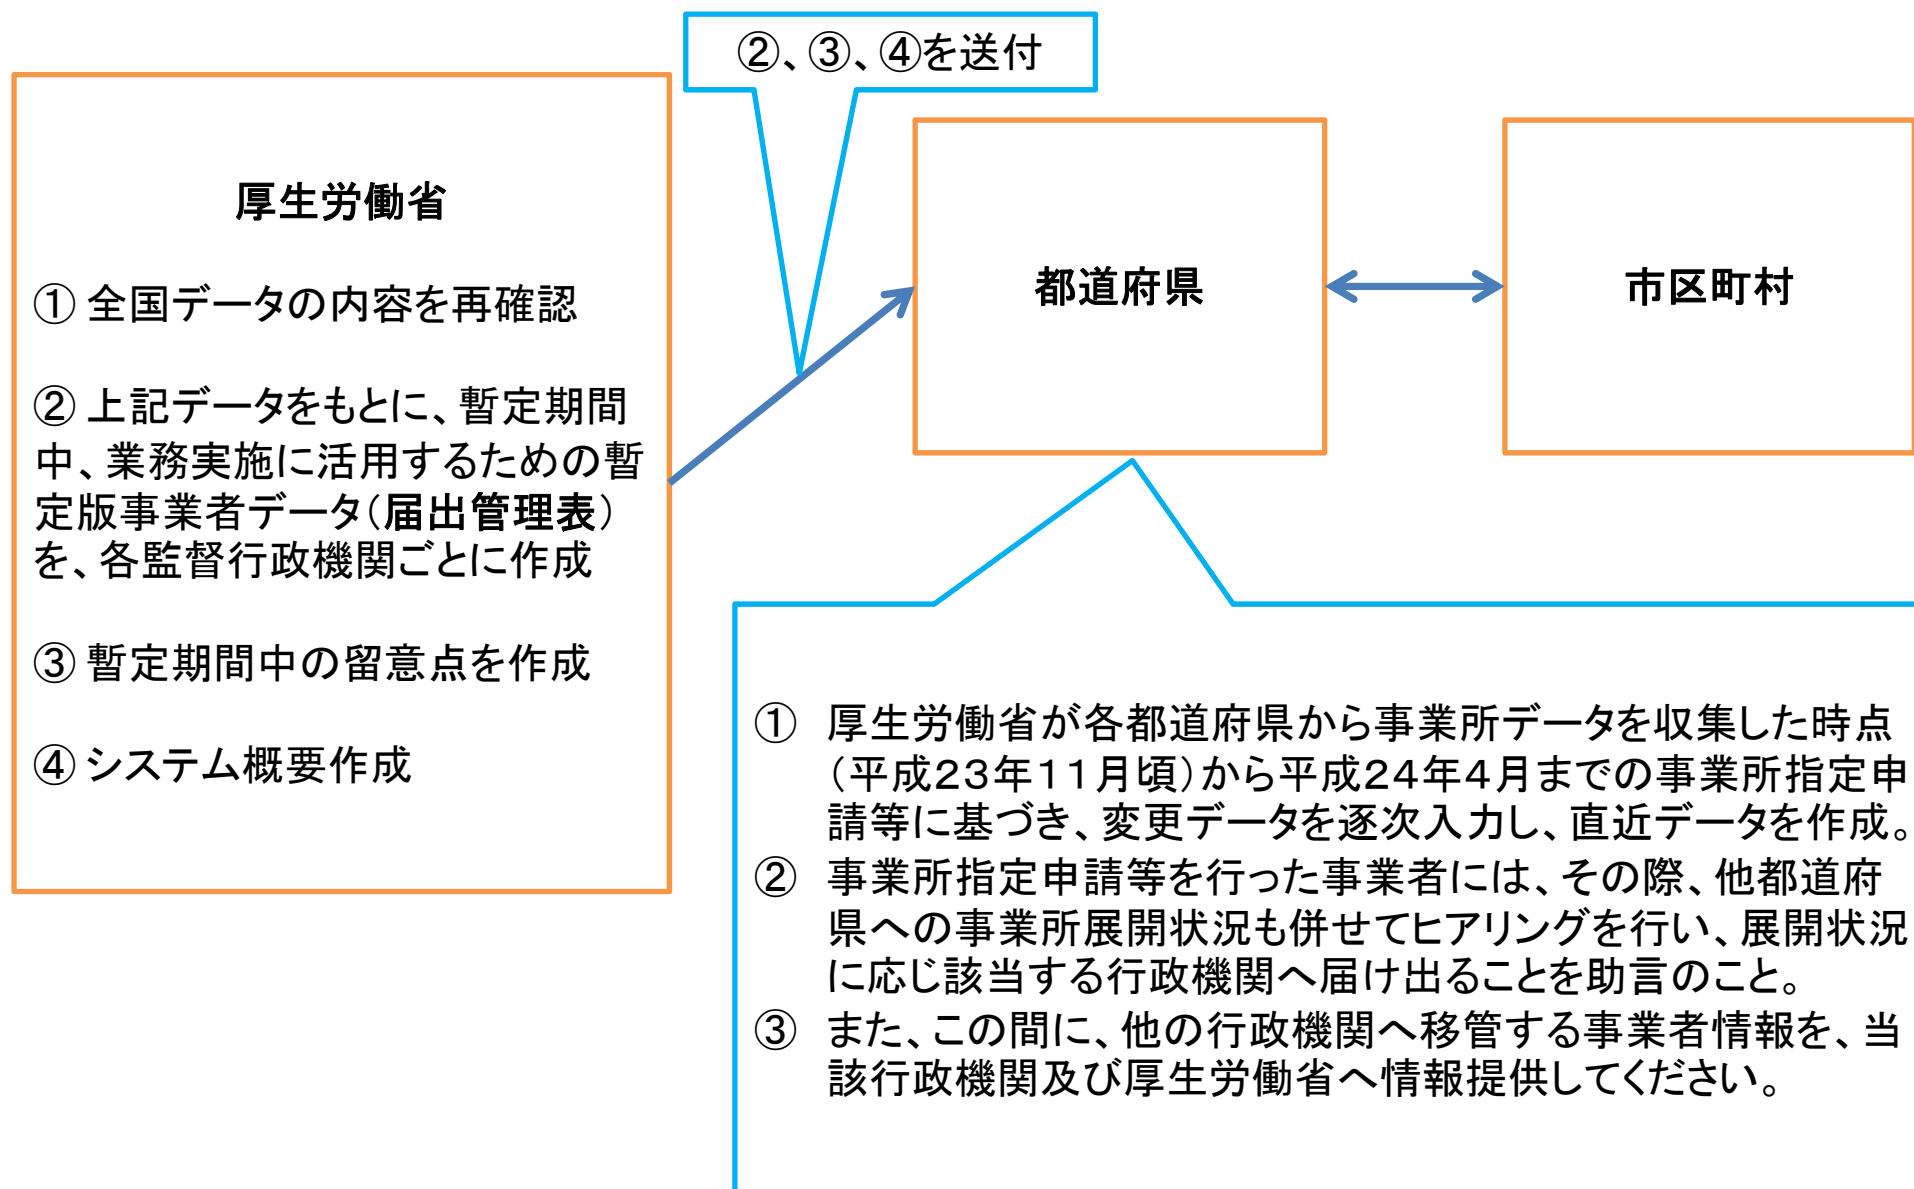 ②、③、④を送付
厚生労働省
① 全国データの内容を再確認
② 上記データをもとに、暫定期間
中、業務実施に活用するための暫
定版事業者データ（届出管理表）
を、各監督行政機関ごとに作成
③ 暫定期間中の留意点を作成
④ システム概要作成
都道府県
市区町村
①　厚生労働省が各都道府県から事業所データを収集した時点
（平成２３年１１月頃）から平成２４年４月までの事業所指定申
請等に基づき、変更データを逐次入力し、直近データを作成。
②　事業所指定申請等を行った事業者には、その際、他都道府
県への事業所展開状況も併せてヒアリングを行い、展開状況
に応じ該当する行政機関へ届け出ることを助言のこと。
③　また、この間に、他の行政機関へ移管する事業者情報を、当
該行政機関及び厚生労働省へ情報提供してください。